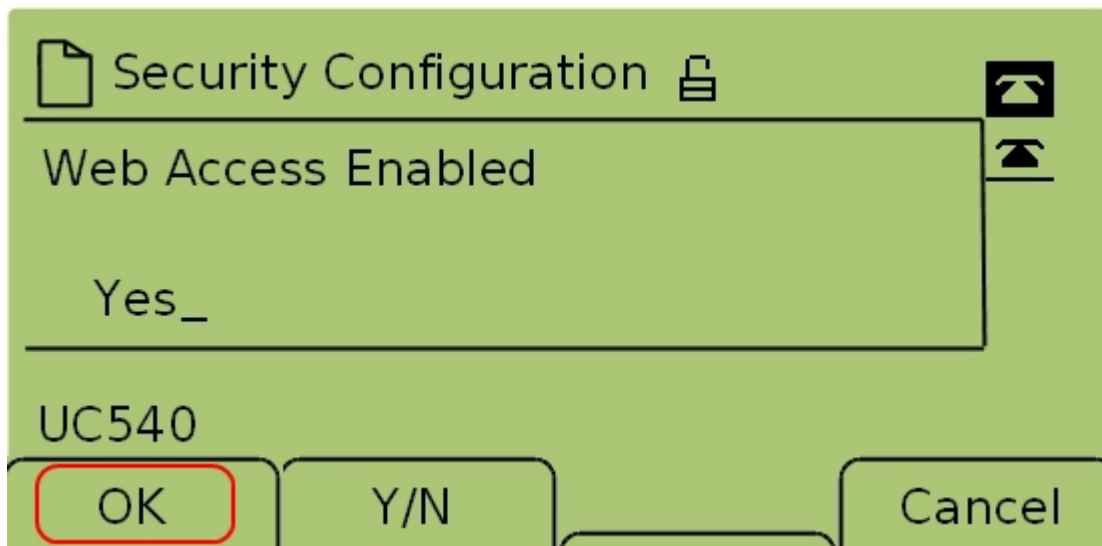 Security Configuration
Web Access Enabled
Yes_
UC540
OK Y/N Cancel